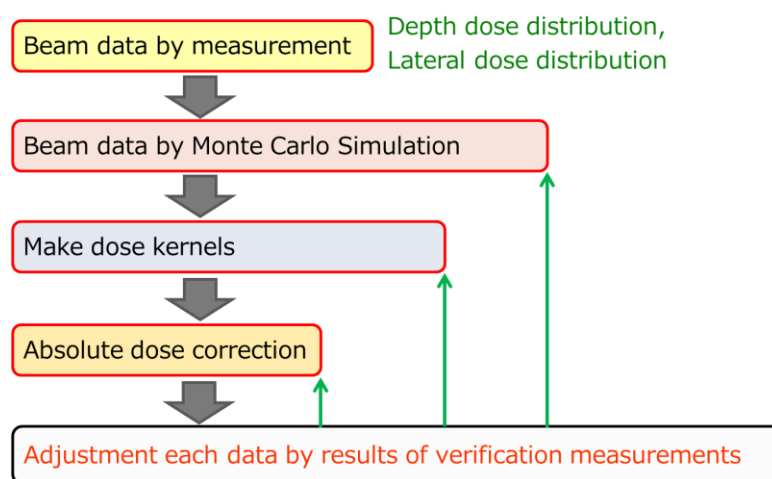 Beam data by measurement
Depth dose distribution,
Lateral dose distribution
Beam data by Monte Carlo Simulation
Make dose kernels
Absolute dose correction
Adjustment each data by results of verification measurements